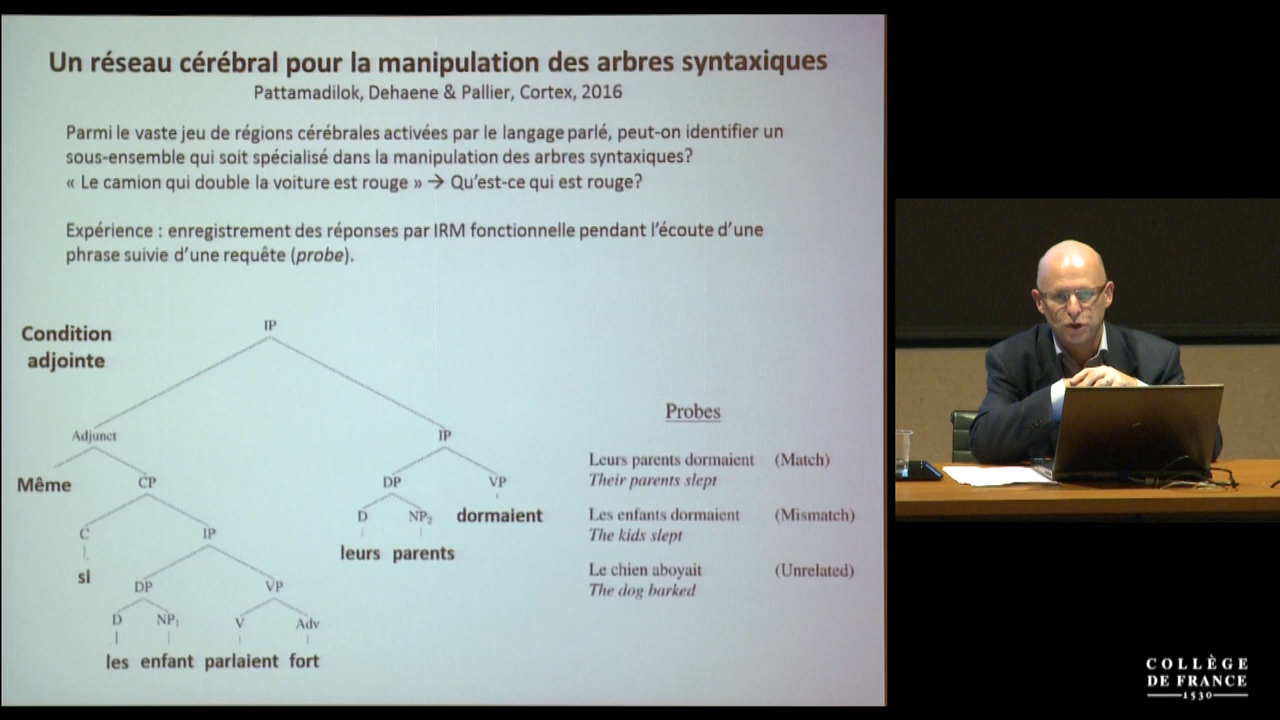 Un réseau cérébral pour la manipulation des arbres syntaxiques
Pattamadilok, Dehaene & Pallier, Cortex, 2016
Parmi le vaste jeu de régions cérébrales activées par le langage parlé, peut-on identifier un
sous-ensemble qui soit spécialisé dans la manipulation des arbres syntaxiques?
« Le camion qui double la voiture est rouge » → Qu'est-ce qui est rouge?
Expérience : enregistrement des réponses par IRM fonctionnelle pendant l'écoute d'une
phrase suivie d'une requête (probe).
Condition
adjointe
IP
Adjunct IP
Même CP DP VP
C IP D NP₂ dormaient
si leurs parents
DP VP
D NP₁ V Adv
les enfant parlaient fort
Probes
Leurs parents dormaient (Match)
Their parents slept
Les enfants dormaient (Mismatch)
The kids slept
Le chien aboyait (Unrelated)
The dog barked
COLLÈGE
DE FRANCE
1530